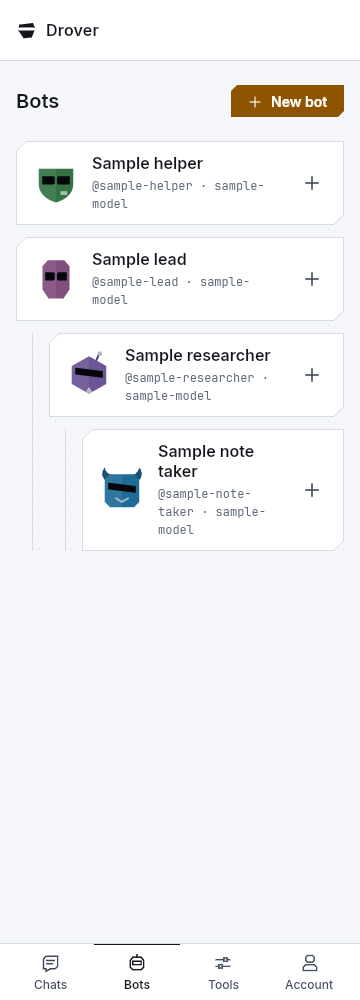 Drover
Bots
New bot
Sample helper
@sample-helper · sample-
model
Sample lead
@sample-lead · sample-
model
Sample researcher
@sample-researcher ·
sample-model
Sample note
taker
@sample-note-
taker · sample-
model
Chats
Bots
Tools
Account